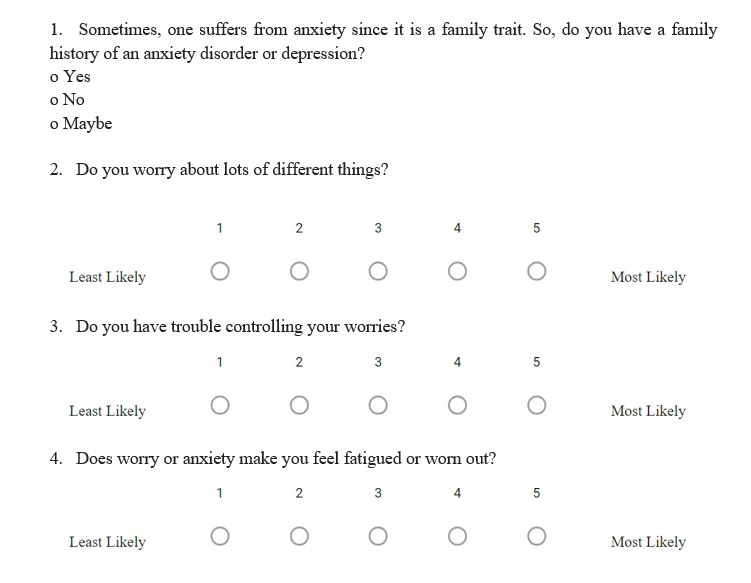 1. Sometimes, one suffers from anxiety since it is a family trait. So, do you have a family
history of an anxiety disorder or depression?
o Yes
o No
o Maybe
2. Do you worry about lots of different things?
1 2 3 4 5
Least Likely Most Likely
3. Do you have trouble controlling your worries?
1 2 3 4 5
Least Likely Most Likely
4. Does worry or anxiety make you feel fatigued or worn out?
1 2 3 4 5
Least Likely Most Likely